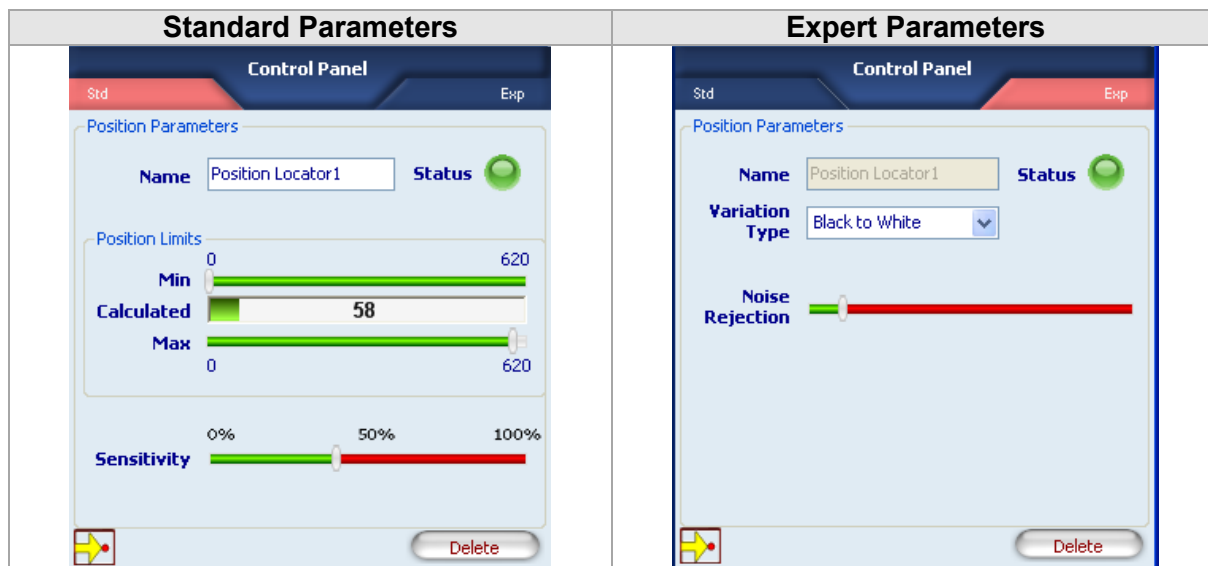 Standard Parameters
Expert Parameters
Control Panel
Std
Exp
Position Parameters
Name
Position Locator1
Status
Position Limits
0
620
Min
Calculated
58
Max
0
620
0%
50%
100%
Sensitivity
Delete
Control Panel
Std
Exp
Position Parameters
Name
Position Locator1
Status
Variation
Type
Black to White
Noise
Rejection
Delete